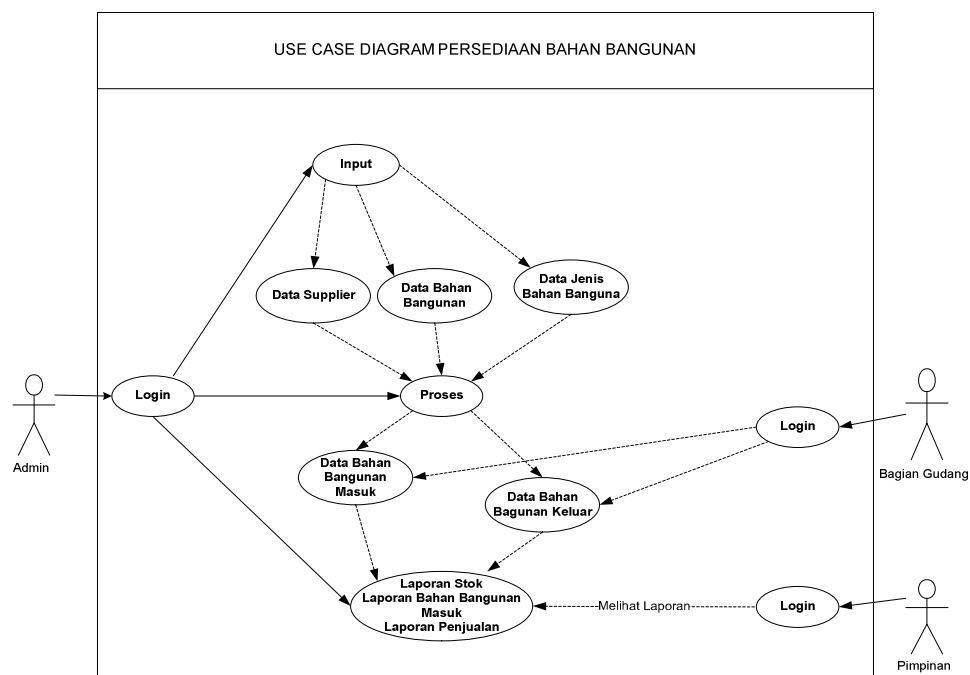 USE CASE DIAGRAM PERSEDIAAN BAHAN BANGUNAN
Input
Data Supplier
Data Bahan
Bangunan
Data Jenis
Bahan Banguna
Login
Proses
Admin
Login
Bagian Gudang
Data Bahan
Bangunan
Masuk
Data Bahan
Bagunan Keluar
Laporan Stok
Laporan Bahan Bangunan
Masuk
Laporan Penjualan
Melihat Laporan
Login
Pimpinan